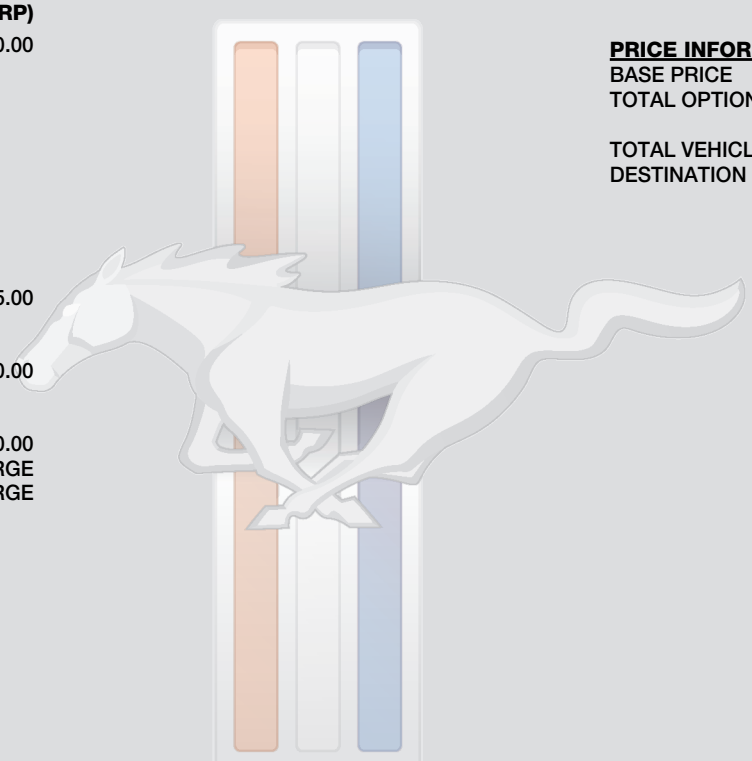 RP)
0.00
5.00
0.00
0.00
RGE
RGE
PRICE INFOR
BASE PRICE
TOTAL OPTION
TOTAL VEHICL
DESTINATION